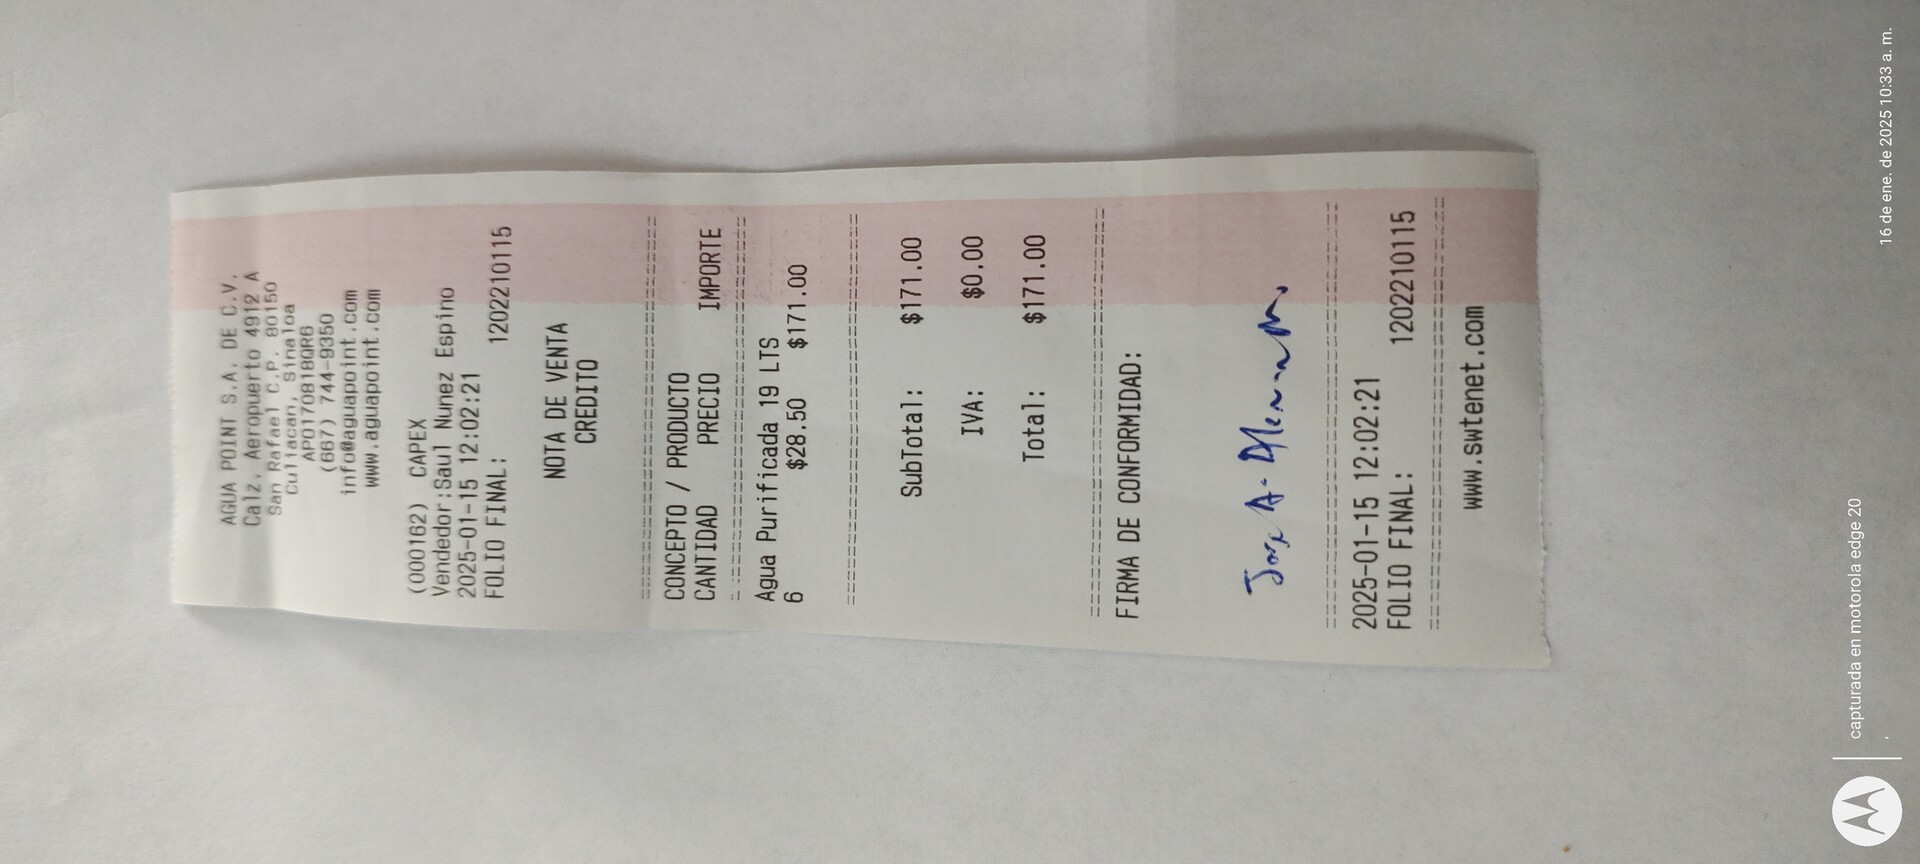 AGUA POINT S.A. DE C.V.
Calz. Aeropuerto 4912 A
San Rafael C.P. 80150
Culiacan, Sinaloa
APO170818QR6
(667) 744-9350
info@aguapoint.com
www.aguapoint.com
(000162) CAPEX
Vendedor:Saul Nunez Espino
2025-01-15 12:02:21
FOLIO FINAL: 1202210115
NOTA DE VENTA
CREDITO
CONCEPTO / PRODUCTO
CANTIDAD PRECIO IMPORTE
Agua Purificada 19 LTS
6 $28.50 $171.00
SubTotal: $171.00
IVA: $0.00
Total: $171.00
FIRMA DE CONFORMIDAD:
Jose A.
2025-01-15 12:02:21
FOLIO FINAL: 1202210115
www.swtenet.com
capturada en motorola edge 20
16 de ene. de 2025 10:33 a. m.